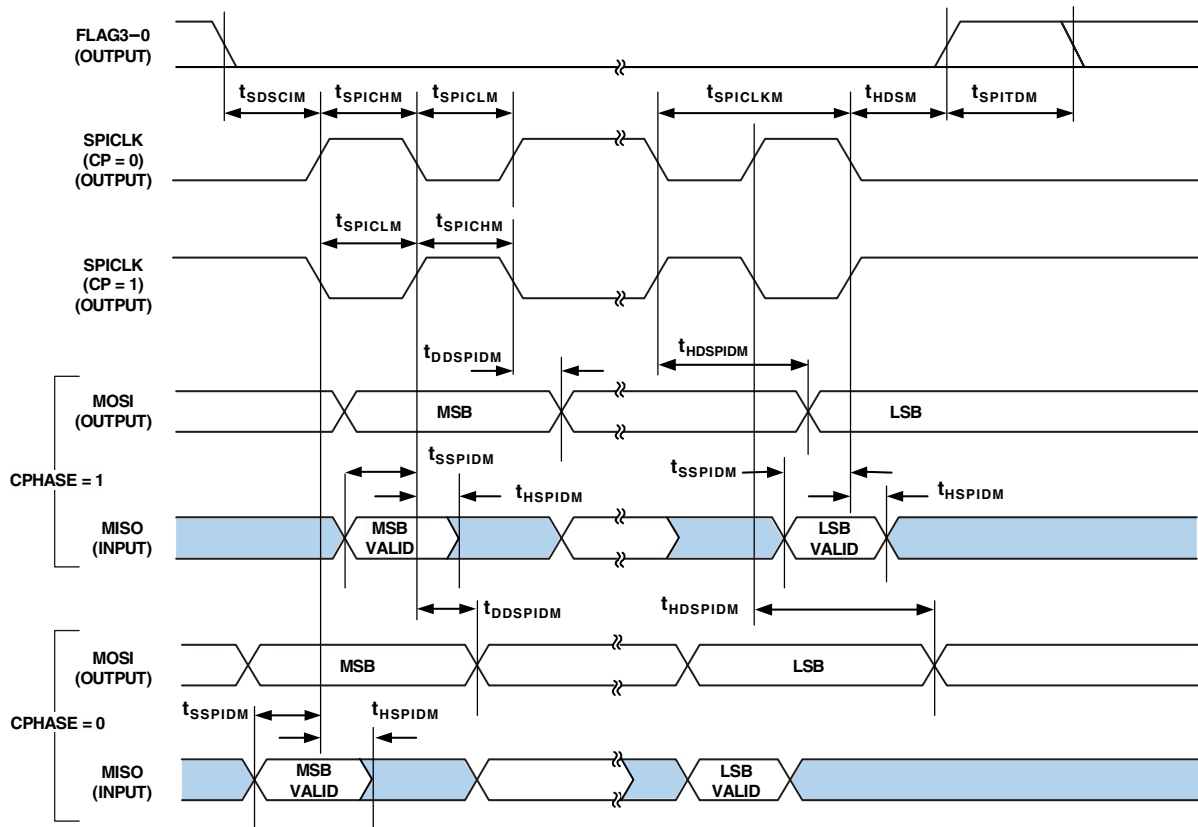 FLAG3–0
(OUTPUT)
tSDSCIM
tSPICHM
tSPICLM
tSPICLKM
tHDSM
tSPITDM
SPICLK
(CP = 0)
(OUTPUT)
tSPICLM
tSPICHM
SPICLK
(CP = 1)
(OUTPUT)
tDDSPIDM
tHDSPIDM
CPHASE = 1
MOSI
(OUTPUT)
MSB
LSB
tSSPIDM
tHSPIDM
tSSPIDM
tHSPIDM
MISO
(INPUT)
MSB
VALID
LSB
VALID
tDDSPIDM
tHDSPIDM
CPHASE = 0
MOSI
(OUTPUT)
MSB
LSB
tSSPIDM
tHSPIDM
MISO
(INPUT)
MSB
VALID
LSB
VALID